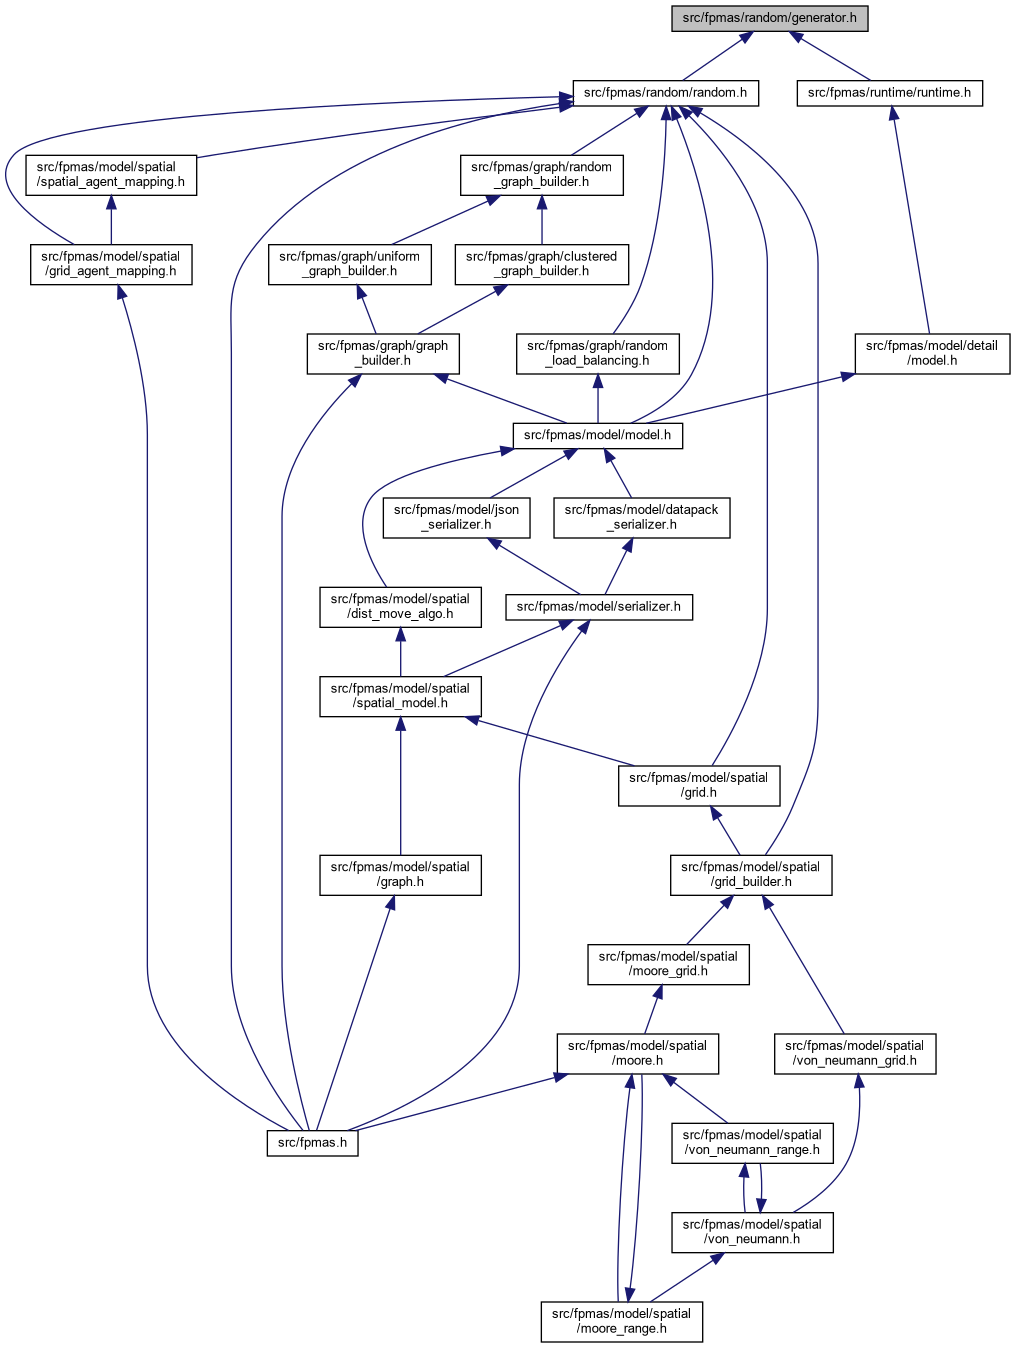 src/fpmas/random/generator.h
src/fpmas/random/random.h
src/fpmas/runtime/runtime.h
src/fpmas/model/spatial
/spatial_agent_mapping.h
src/fpmas/graph/random
_graph_builder.h
src/fpmas/model/spatial
/grid_agent_mapping.h
src/fpmas/graph/uniform
_graph_builder.h
src/fpmas/graph/clustered
_graph_builder.h
src/fpmas/graph/graph
_builder.h
src/fpmas/graph/random
_load_balancing.h
src/fpmas/model/detail
/model.h
src/fpmas/model/model.h
src/fpmas/model/json
_serializer.h
src/fpmas/model/datapack
_serializer.h
src/fpmas/model/spatial
/dist_move_algo.h
src/fpmas/model/serializer.h
src/fpmas/model/spatial
/spatial_model.h
src/fpmas/model/spatial
/grid.h
src/fpmas/model/spatial
/graph.h
src/fpmas/model/spatial
/grid_builder.h
src/fpmas/model/spatial
/moore_grid.h
src/fpmas/model/spatial
/moore.h
src/fpmas/model/spatial
/von_neumann_grid.h
src/fpmas.h
src/fpmas/model/spatial
/von_neumann_range.h
src/fpmas/model/spatial
/von_neumann.h
src/fpmas/model/spatial
/moore_range.h